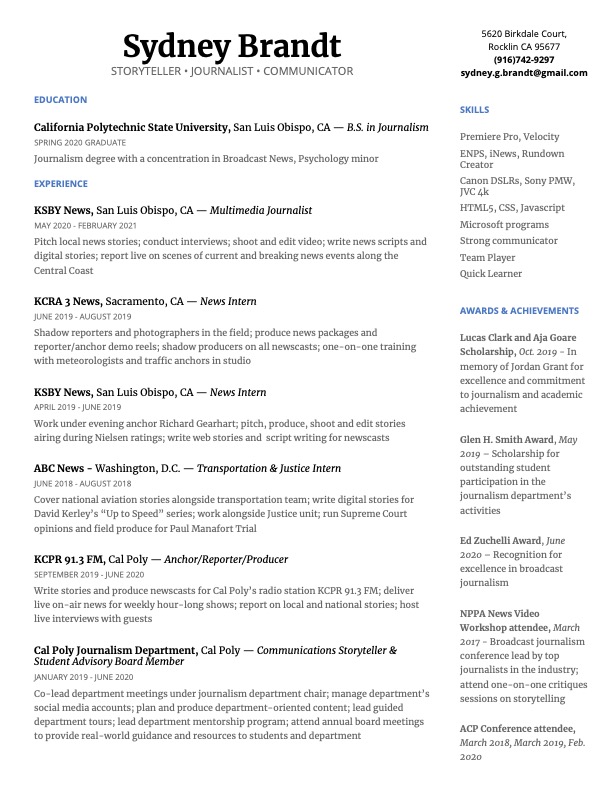 Sydney Brandt
STORYTELLER • JOURNALIST • COMMUNICATOR
5620 Birkdale Court,
Rocklin CA 95677
(916)742-9297
sydney.g.brandt@gmail.com
EDUCATION
California Polytechnic State University, San Luis Obispo, CA — B.S. in Journalism
SPRING 2020 GRADUATE
Journalism degree with a concentration in Broadcast News, Psychology minor
EXPERIENCE
KSBY News, San Luis Obispo, CA — Multimedia Journalist
MAY 2020 - FEBRUARY 2021
Pitch local news stories; conduct interviews; shoot and edit video; write news scripts and
digital stories; report live on scenes of current and breaking news events along the
Central Coast
KCRA 3 News, Sacramento, CA — News Intern
JUNE 2019 - AUGUST 2019
Shadow reporters and photographers in the field; produce news packages and
reporter/anchor demo reels; shadow producers on all newscasts; one-on-one training
with meteorologists and traffic anchors in studio
KSBY News, San Luis Obispo, CA — News Intern
APRIL 2019 - JUNE 2019
Work under evening anchor Richard Gearhart; pitch, produce, shoot and edit stories
airing during Nielsen ratings; write web stories and script writing for newscasts
ABC News - Washington, D.C. — Transportation & Justice Intern
JUNE 2018 - AUGUST 2018
Cover national aviation stories alongside transportation team; write digital stories for
David Kerley's “Up to Speed” series; work alongside Justice unit; run Supreme Court
opinions and field produce for Paul Manafort Trial
KCPR 91.3 FM, Cal Poly — Anchor/Reporter/Producer
SEPTEMBER 2019 - JUNE 2020
Write stories and produce newscasts for Cal Poly's radio station KCPR 91.3 FM; deliver
live on-air news for weekly hour-long shows; report on local and national stories; host
live interviews with guests
Cal Poly Journalism Department, Cal Poly — Communications Storyteller &
Student Advisory Board Member
JANUARY 2019 - JUNE 2020
Co-lead department meetings under journalism department chair; manage department's
social media accounts; plan and produce department-oriented content; lead guided
department tours; lead department mentorship program; attend annual board meetings
to provide real-world guidance and resources to students and department
SKILLS
Premiere Pro, Velocity
ENPS, iNews, Rundown
Creator
Canon DSLRs, Sony PMW,
JVC 4k
HTML5, CSS, Javascript
Microsoft programs
Strong communicator
Team Player
Quick Learner
AWARDS & ACHIEVEMENTS
Lucas Clark and Aja Goare
Scholarship, Oct. 2019 - In
memory of Jordan Grant for
excellence and commitment
to journalism and academic
achievement
Glen H. Smith Award, May
2019 – Scholarship for
outstanding student
participation in the
journalism department's
activities
Ed Zuchelli Award, June
2020 – Recognition for
excellence in broadcast
journalism
NPPA News Video
Workshop attendee, March
2017 - Broadcast journalism
conference lead by top
journalists in the industry;
attend one-on-one critiques
sessions on storytelling
ACP Conference attendee,
March 2018, March 2019, Feb.
2020